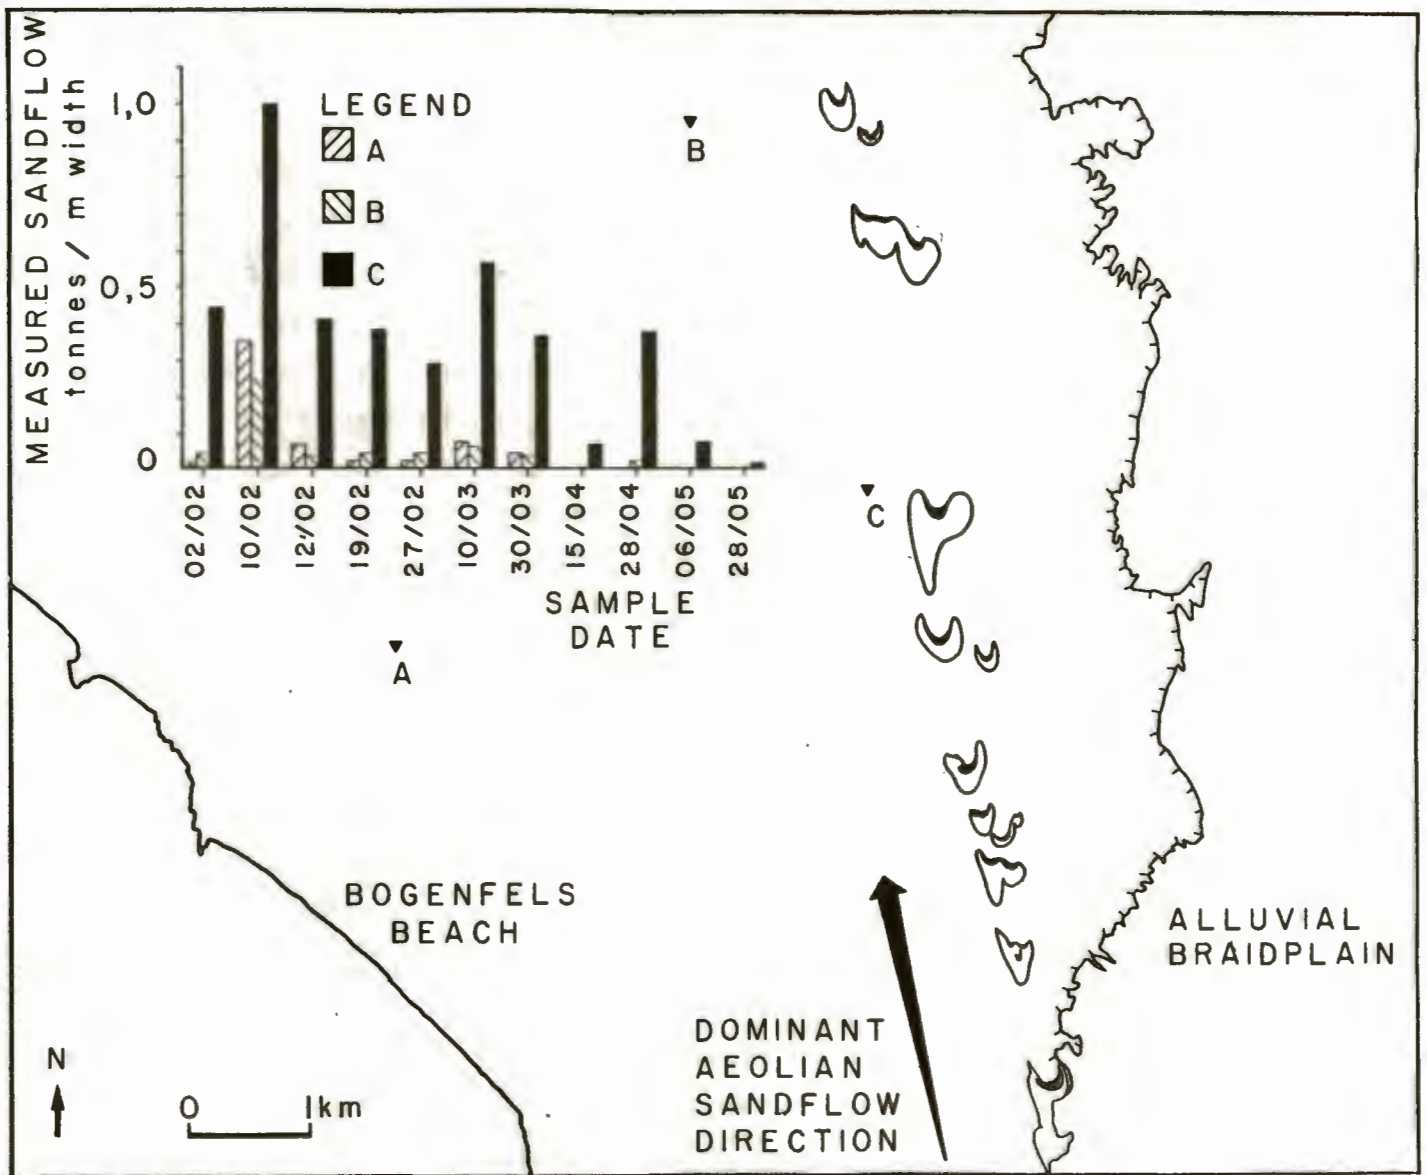 MEASURED SANDFLOW
tonnes / m width
1,0
0,5
0
LEGEND
A
B
C
02/02
10/02
12/02
19/02
27/02
10/03
30/03
15/04
28/04
06/05
28/05
SAMPLE
DATE
B
C
A
BOGENFELS
BEACH
ALLUVIAL
BRAIDPLAIN
DOMINANT
AEOLIAN
SANDFLOW
DIRECTION
N
0 1km